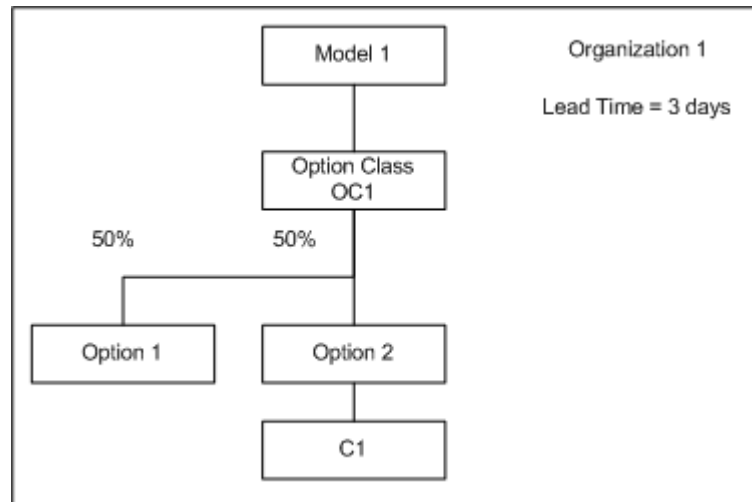 Model 1
Organization 1
Lead Time = 3 days
Option Class
OC1
50%
50%
Option 1
Option 2
C1